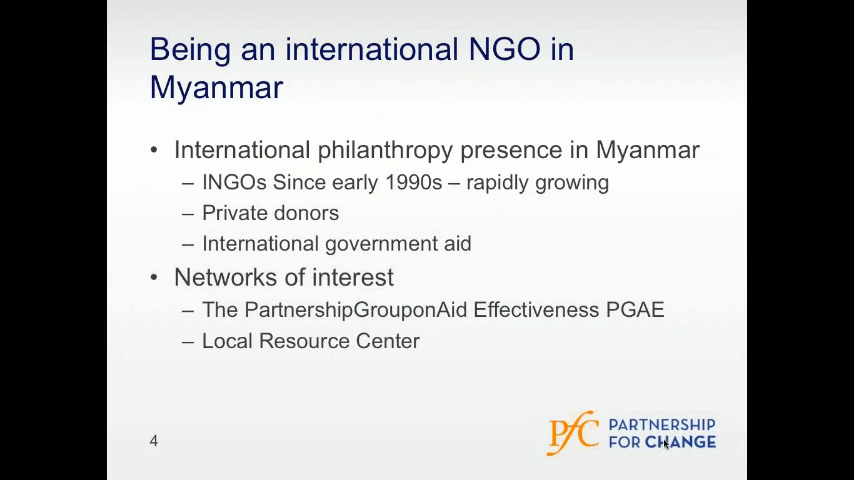 Being an international NGO in
Myanmar
• International philanthropy presence in Myanmar
– INGOs Since early 1990s – rapidly growing
– Private donors
– International government aid
• Networks of interest
– The PartnershipGrouponAid Effectiveness PGAE
– Local Resource Center
4
PfC PARTNERSHIP
FOR CHANGE